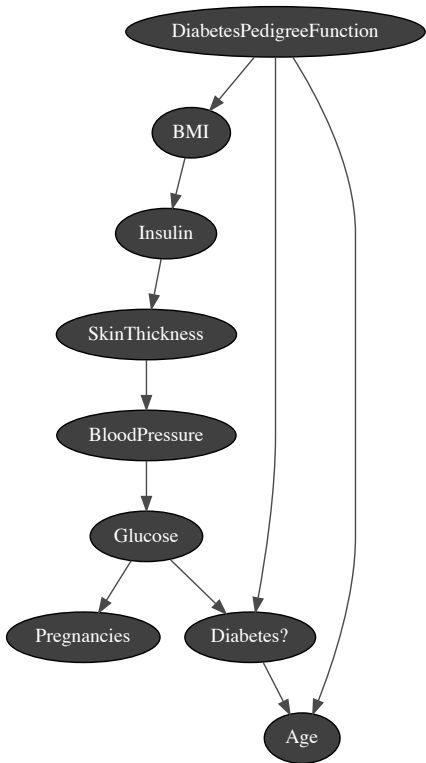 DiabetesPedigreeFunction
BMI
Insulin
SkinThickness
BloodPressure
Glucose
Pregnancies
Diabetes?
Age